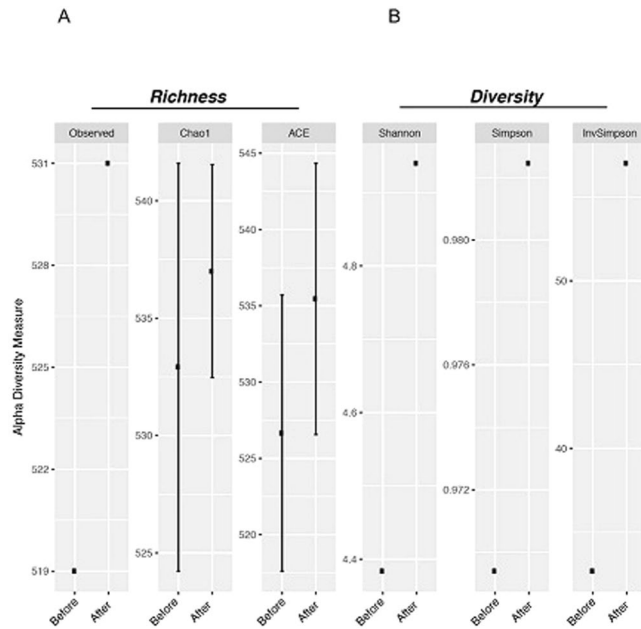 A
B
Richness
Diversity
Observed
Chao1
ACE
Shannon
Simpson
InvSimpson
Alpha Diversity Measure
531
528
525
522
519
540
535
530
525
545
540
535
530
525
520
4.8
4.6
4.4
0.980
0.976
0.972
50
40
Before
After
Before
After
Before
After
Before
After
Before
After
Before
After